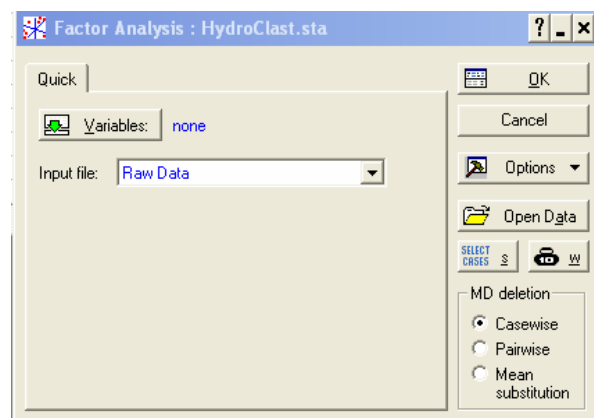 Factor Analysis : HydroClast.sta
?
Quick
Variables: none
Input file: Raw Data
OK
Cancel
Options
Open Data
SELECT CASES S
W
MD deletion
Casewise
Pairwise
Mean
substitution